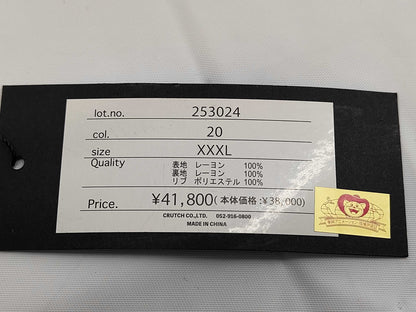 lot.no. 253024
col. 20
size XXXL
Quality
表地 レーヨン 100%
裏地 レーヨン 100%
リブ ポリエステル 100%
Price. ¥41,800(本体価格:¥38,000)
CRUTCH CO.,LTD. 052-916-0800
MADE IN CHINA